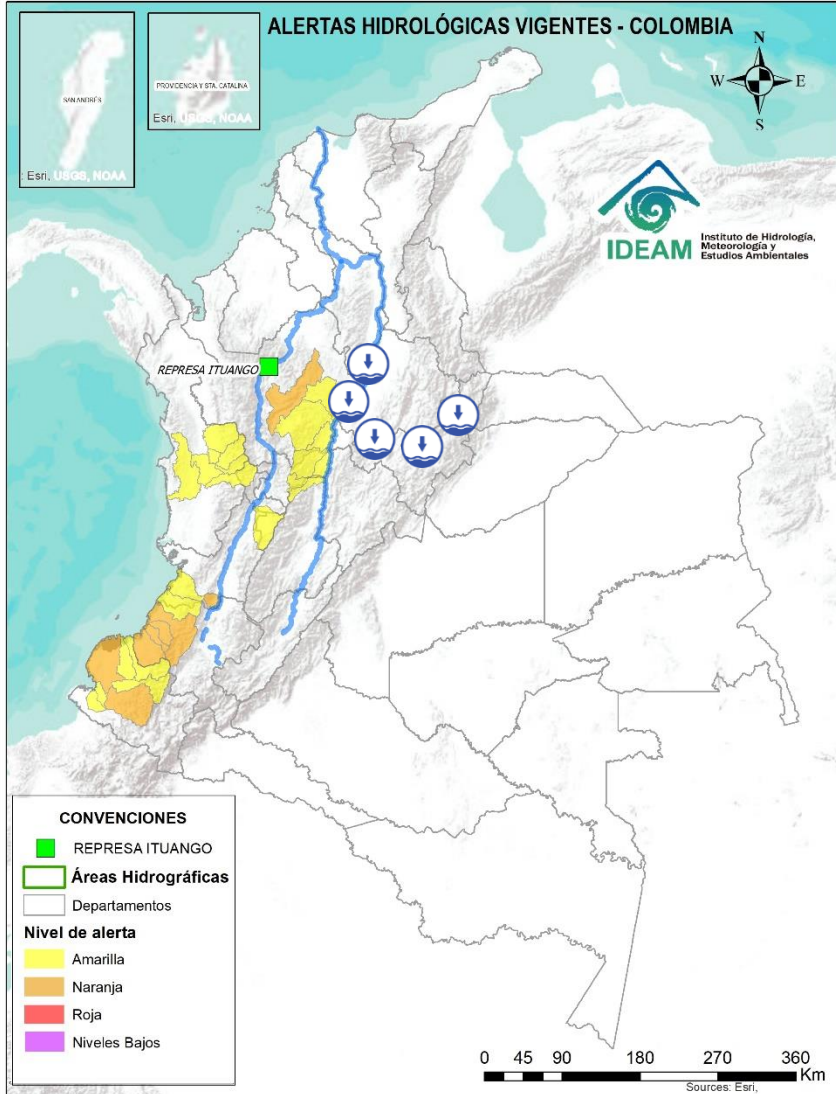 ALERTAS HIDROLÓGICAS VIGENTES - COLOMBIA
SAN ANDRÉS
Esri, USGS, NOAA
PROVIDENCIA Y STA. CATALINA
Esri, USGS, NOAA
N
W
E
S
IDEAM
Instituto de Hidrología,
Meteorología y
Estudios Ambientales
REPRESA ITUANGO
CONVENCIONES
REPRESA ITUANGO
Áreas Hidrográficas
Departamentos
Nivel de alerta
Amarilla
Naranja
Roja
Niveles Bajos
0 45 90 180 270 360
Km
Sources: Esri,